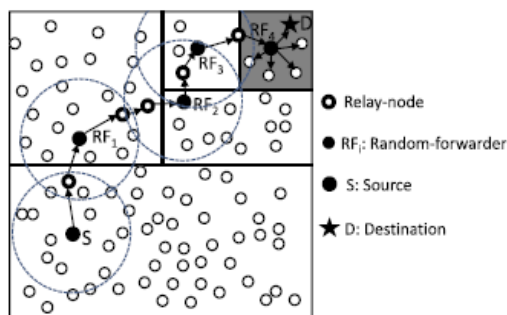 D
RF4
RF3
RF2
RF1
S
Relay-node
RFi: Random-forwarder
S: Source
D: Destination